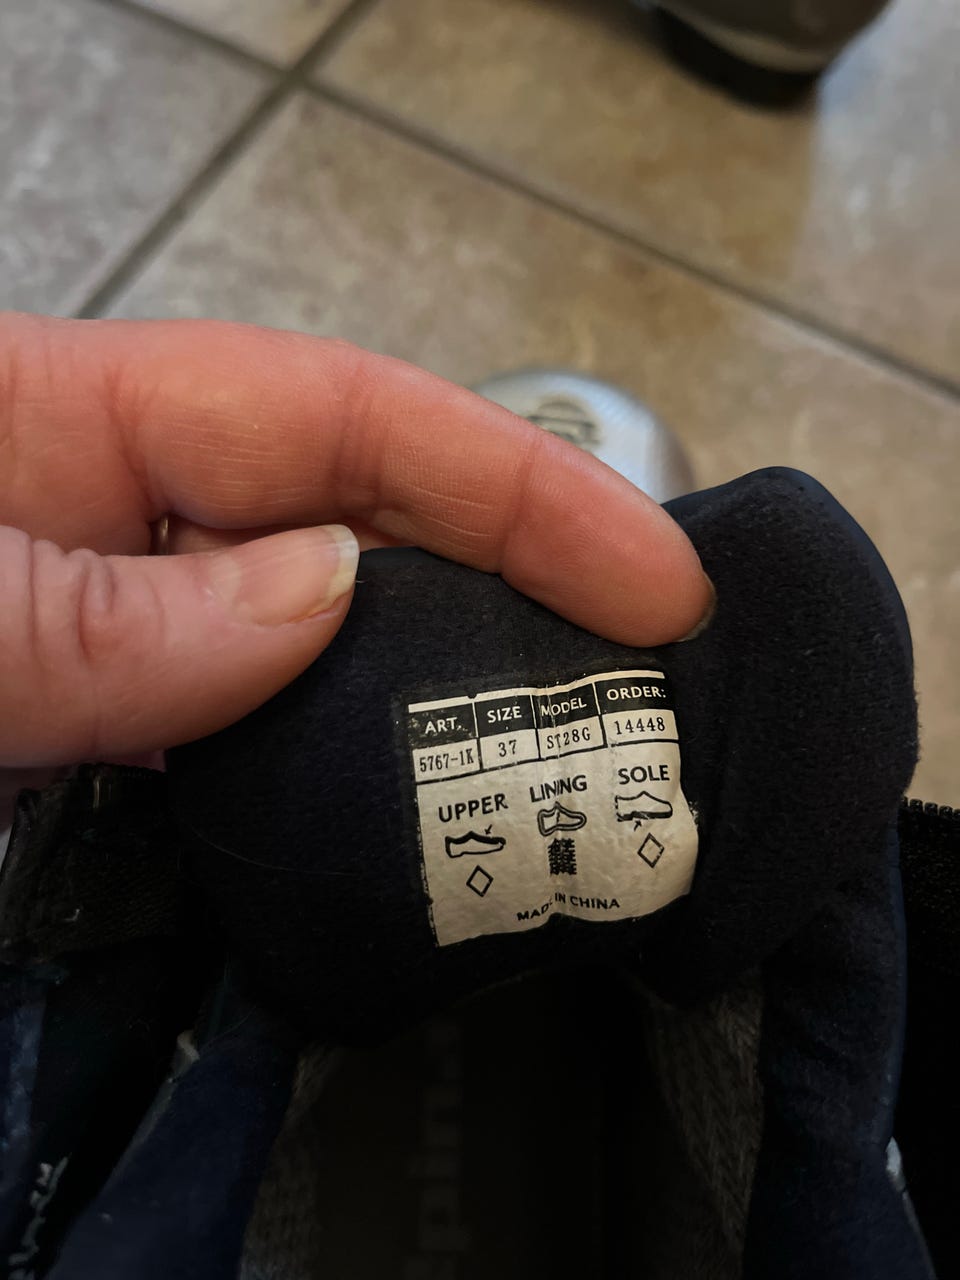 ART. SIZE MODEL ORDER:
5767-1K 37 ST28G 14448
UPPER LINING SOLE
MADE IN CHINA